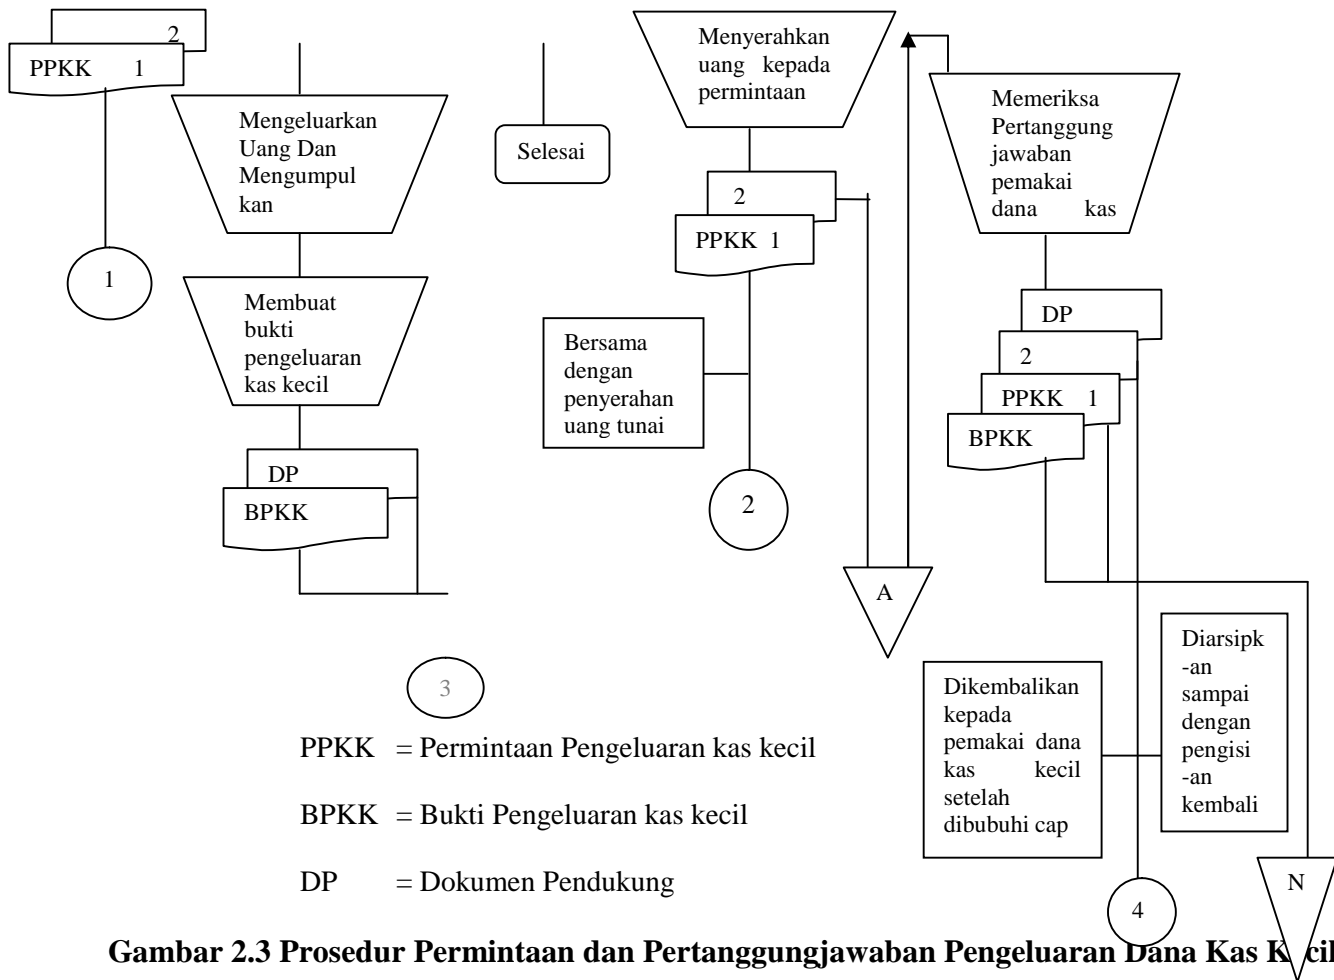 2
PPKK 1
1
Mengeluarkan
Uang Dan
Mengumpul
kan
Membuat
bukti
pengeluaran
kas kecil
DP
BPKK
3
Selesai
Menyerahkan
uang kepada
permintaan
2
PPKK 1
Bersama
dengan
penyerahan
uang tunai
2
A
Memeriksa
Pertanggung
jawaban
pemakai
dana kas
DP
2
PPKK 1
BPKK
Dikembalikan
kepada
pemakai dana
kas kecil
setelah
dibubuhi cap
Diarsipk
-an
sampai
dengan
pengisi
-an
kembali
4
N
PPKK = Permintaan Pengeluaran kas kecil
BPKK = Bukti Pengeluaran kas kecil
DP = Dokumen Pendukung
Gambar 2.3 Prosedur Permintaan dan Pertanggungjawaban Pengeluaran Dana Kas Kecil